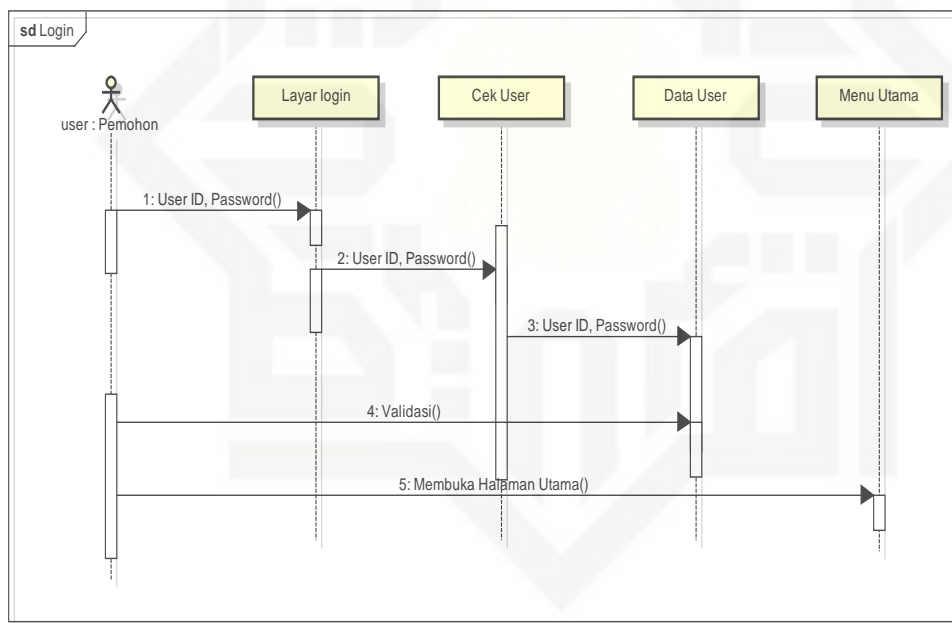 sd Login
user : Pemohon
Layar login
Cek User
Data User
Menu Utama
1: User ID, Password()
2: User ID, Password()
3: User ID, Password()
4: Validasi()
5: Membuka Halaman Utama()